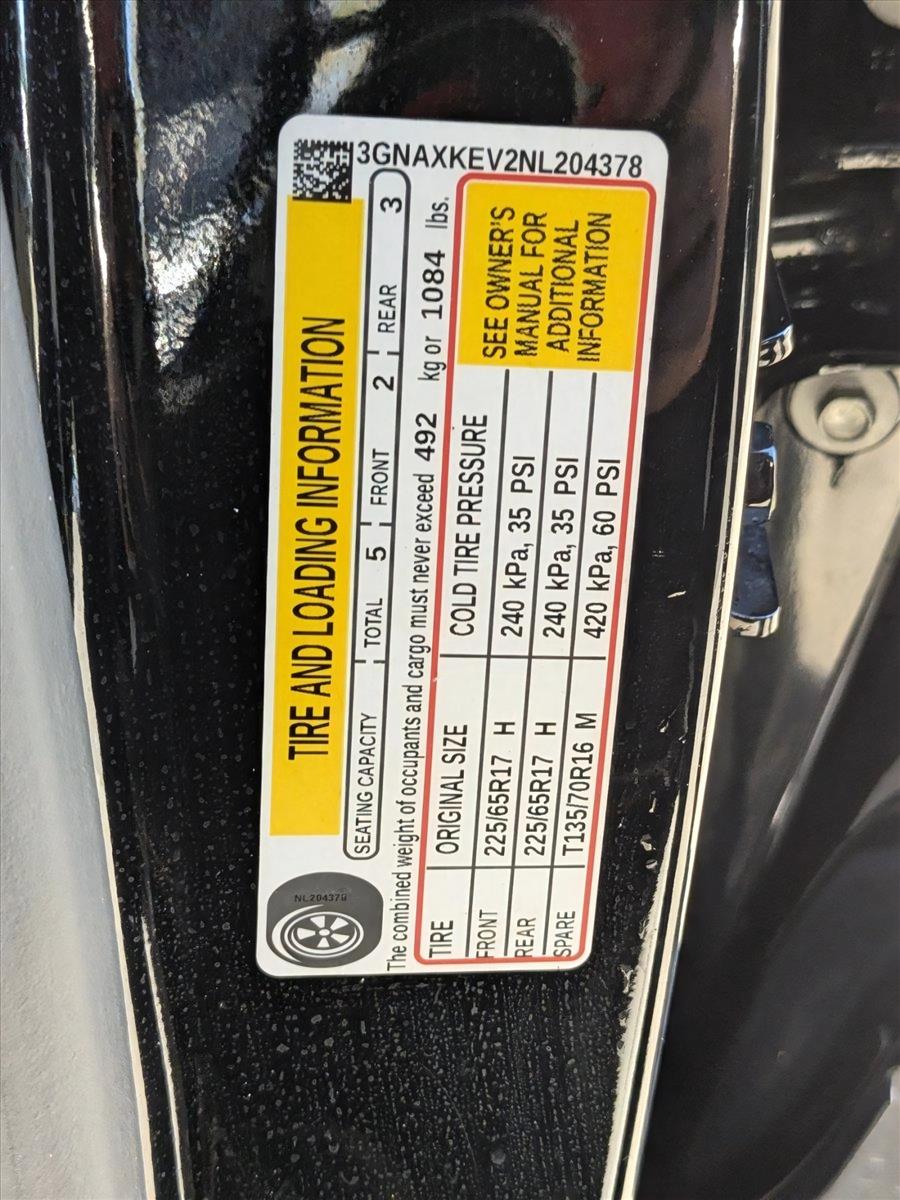 3GNAXKEV2NL204378
TIRE AND LOADING INFORMATION
NL204378
SEATING CAPACITY TOTAL 5 FRONT 2 REAR 3
The combined weight of occupants and cargo must never exceed 492 kg or 1084 lbs.
TIRE ORIGINAL SIZE COLD TIRE PRESSURE
FRONT 225/65R17 H 240 kPa, 35 PSI
REAR 225/65R17 H 240 kPa, 35 PSI
SPARE T135/70R16 M 420 kPa, 60 PSI
SEE OWNER'S
MANUAL FOR
ADDITIONAL
INFORMATION